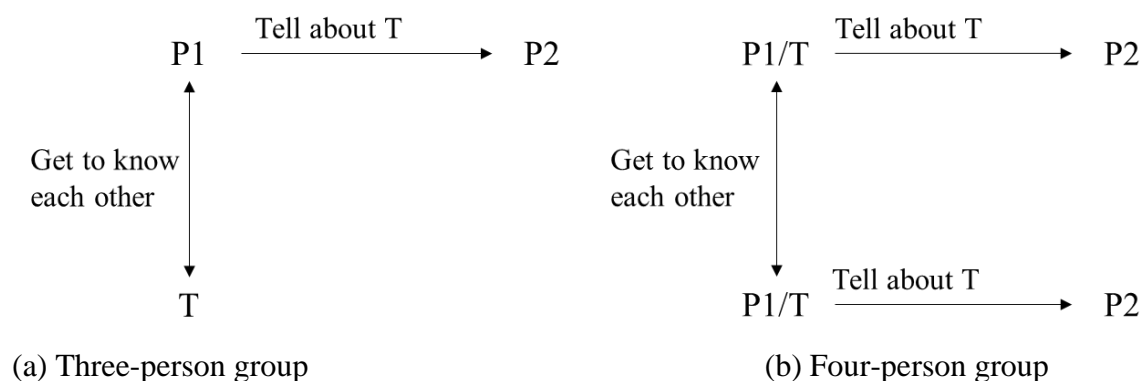 Tell about T
P1
P2
Get to know
each other
T
(a) Three-person group
Tell about T
P1/T
P2
Get to know
each other
Tell about T
P1/T
P2
(b) Four-person group